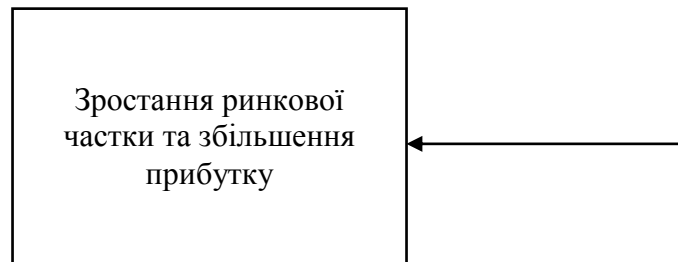 Зростання ринкової
частки та збільшення
прибутку